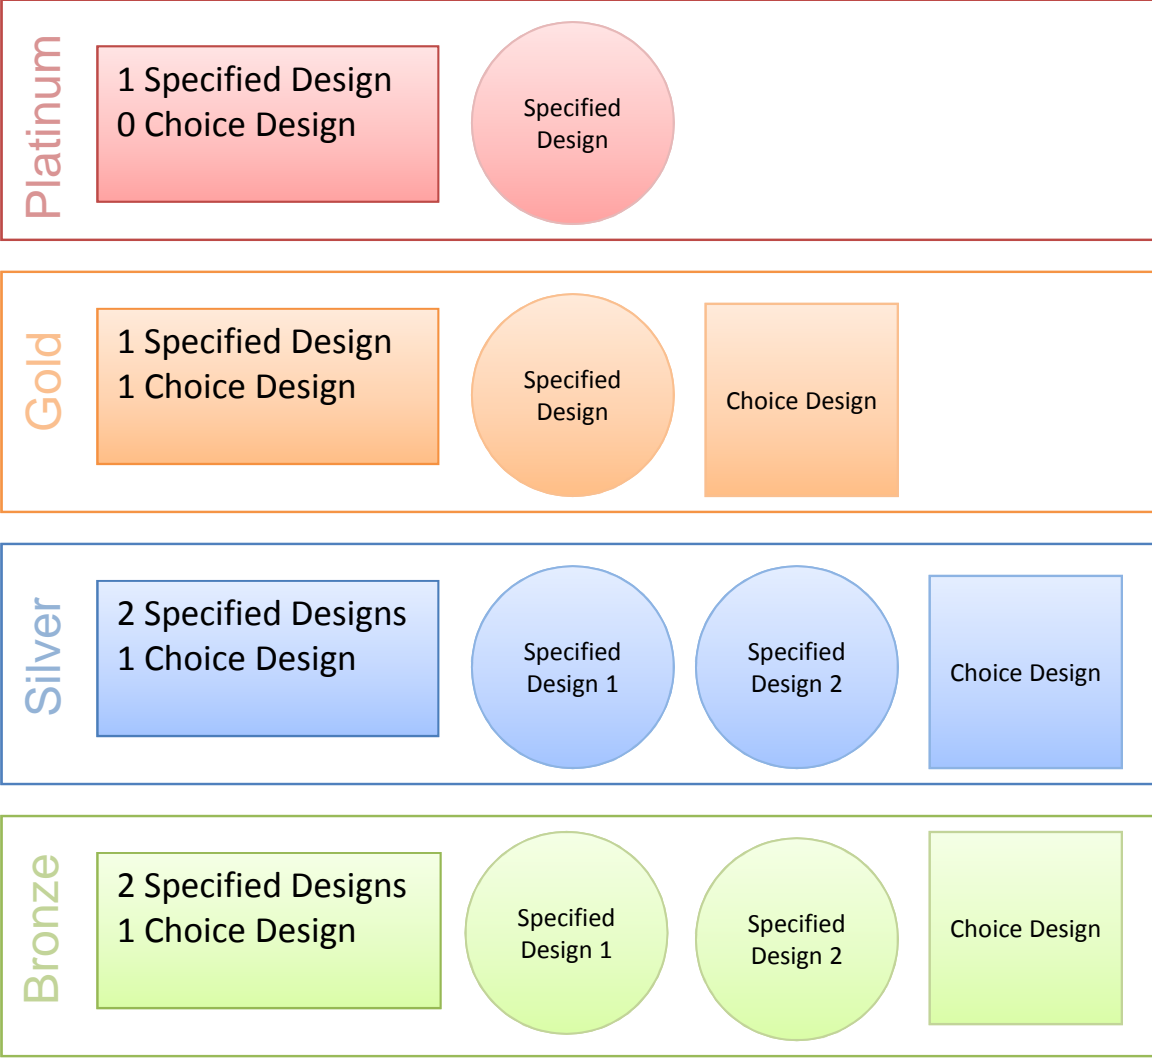 Platinum
1 Specified Design
0 Choice Design
Specified
Design
Gold
1 Specified Design
1 Choice Design
Specified
Design
Choice Design
Silver
2 Specified Designs
1 Choice Design
Specified
Design 1
Specified
Design 2
Choice Design
Bronze
2 Specified Designs
1 Choice Design
Specified
Design 1
Specified
Design 2
Choice Design